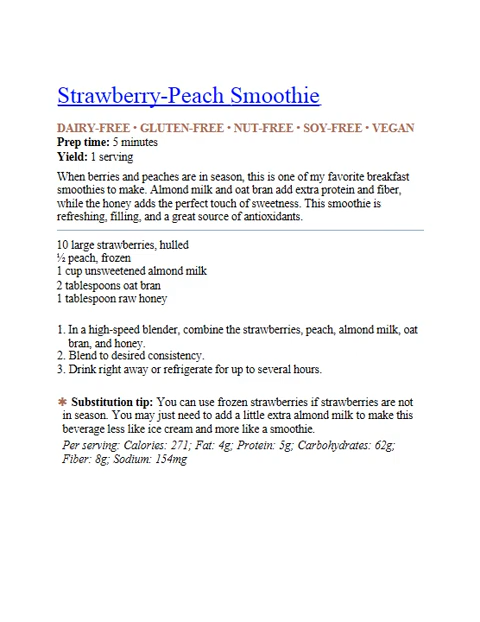 Strawberry-Peach Smoothie
DAIRY-FREE • GLUTEN-FREE • NUT-FREE • SOY-FREE • VEGAN
Prep time: 5 minutes
Yield: 1 serving
When berries and peaches are in season, this is one of my favorite breakfast
smoothies to make. Almond milk and oat bran add extra protein and fiber,
while the honey adds the perfect touch of sweetness. This smoothie is
refreshing, filling, and a great source of antioxidants.
10 large strawberries, hulled
½ peach, frozen
1 cup unsweetened almond milk
2 tablespoons oat bran
1 tablespoon raw honey
1. In a high-speed blender, combine the strawberries, peach, almond milk, oat
bran, and honey.
2. Blend to desired consistency.
3. Drink right away or refrigerate for up to several hours.
✱ Substitution tip: You can use frozen strawberries if strawberries are not
in season. You may just need to add a little extra almond milk to make this
beverage less like ice cream and more like a smoothie.
Per serving: Calories: 271; Fat: 4g; Protein: 5g; Carbohydrates: 62g;
Fiber: 8g; Sodium: 154mg